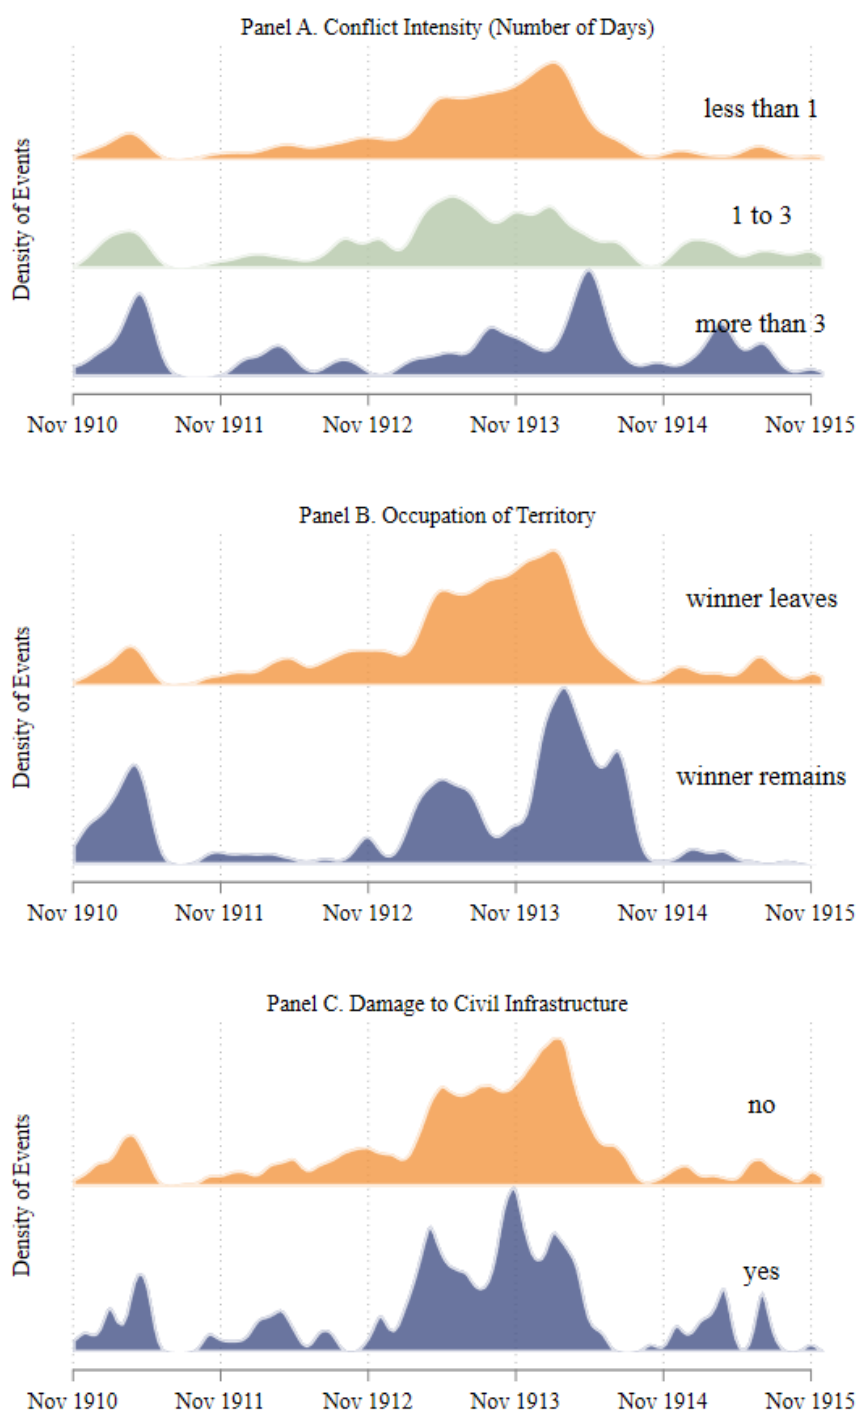 Panel A. Conflict Intensity (Number of Days)
less than 1
1 to 3
more than 3
Density of Events
Nov 1910 Nov 1911 Nov 1912 Nov 1913 Nov 1914 Nov 1915
Panel B. Occupation of Territory
winner leaves
winner remains
Density of Events
Nov 1910 Nov 1911 Nov 1912 Nov 1913 Nov 1914 Nov 1915
Panel C. Damage to Civil Infrastructure
no
yes
Density of Events
Nov 1910 Nov 1911 Nov 1912 Nov 1913 Nov 1914 Nov 1915